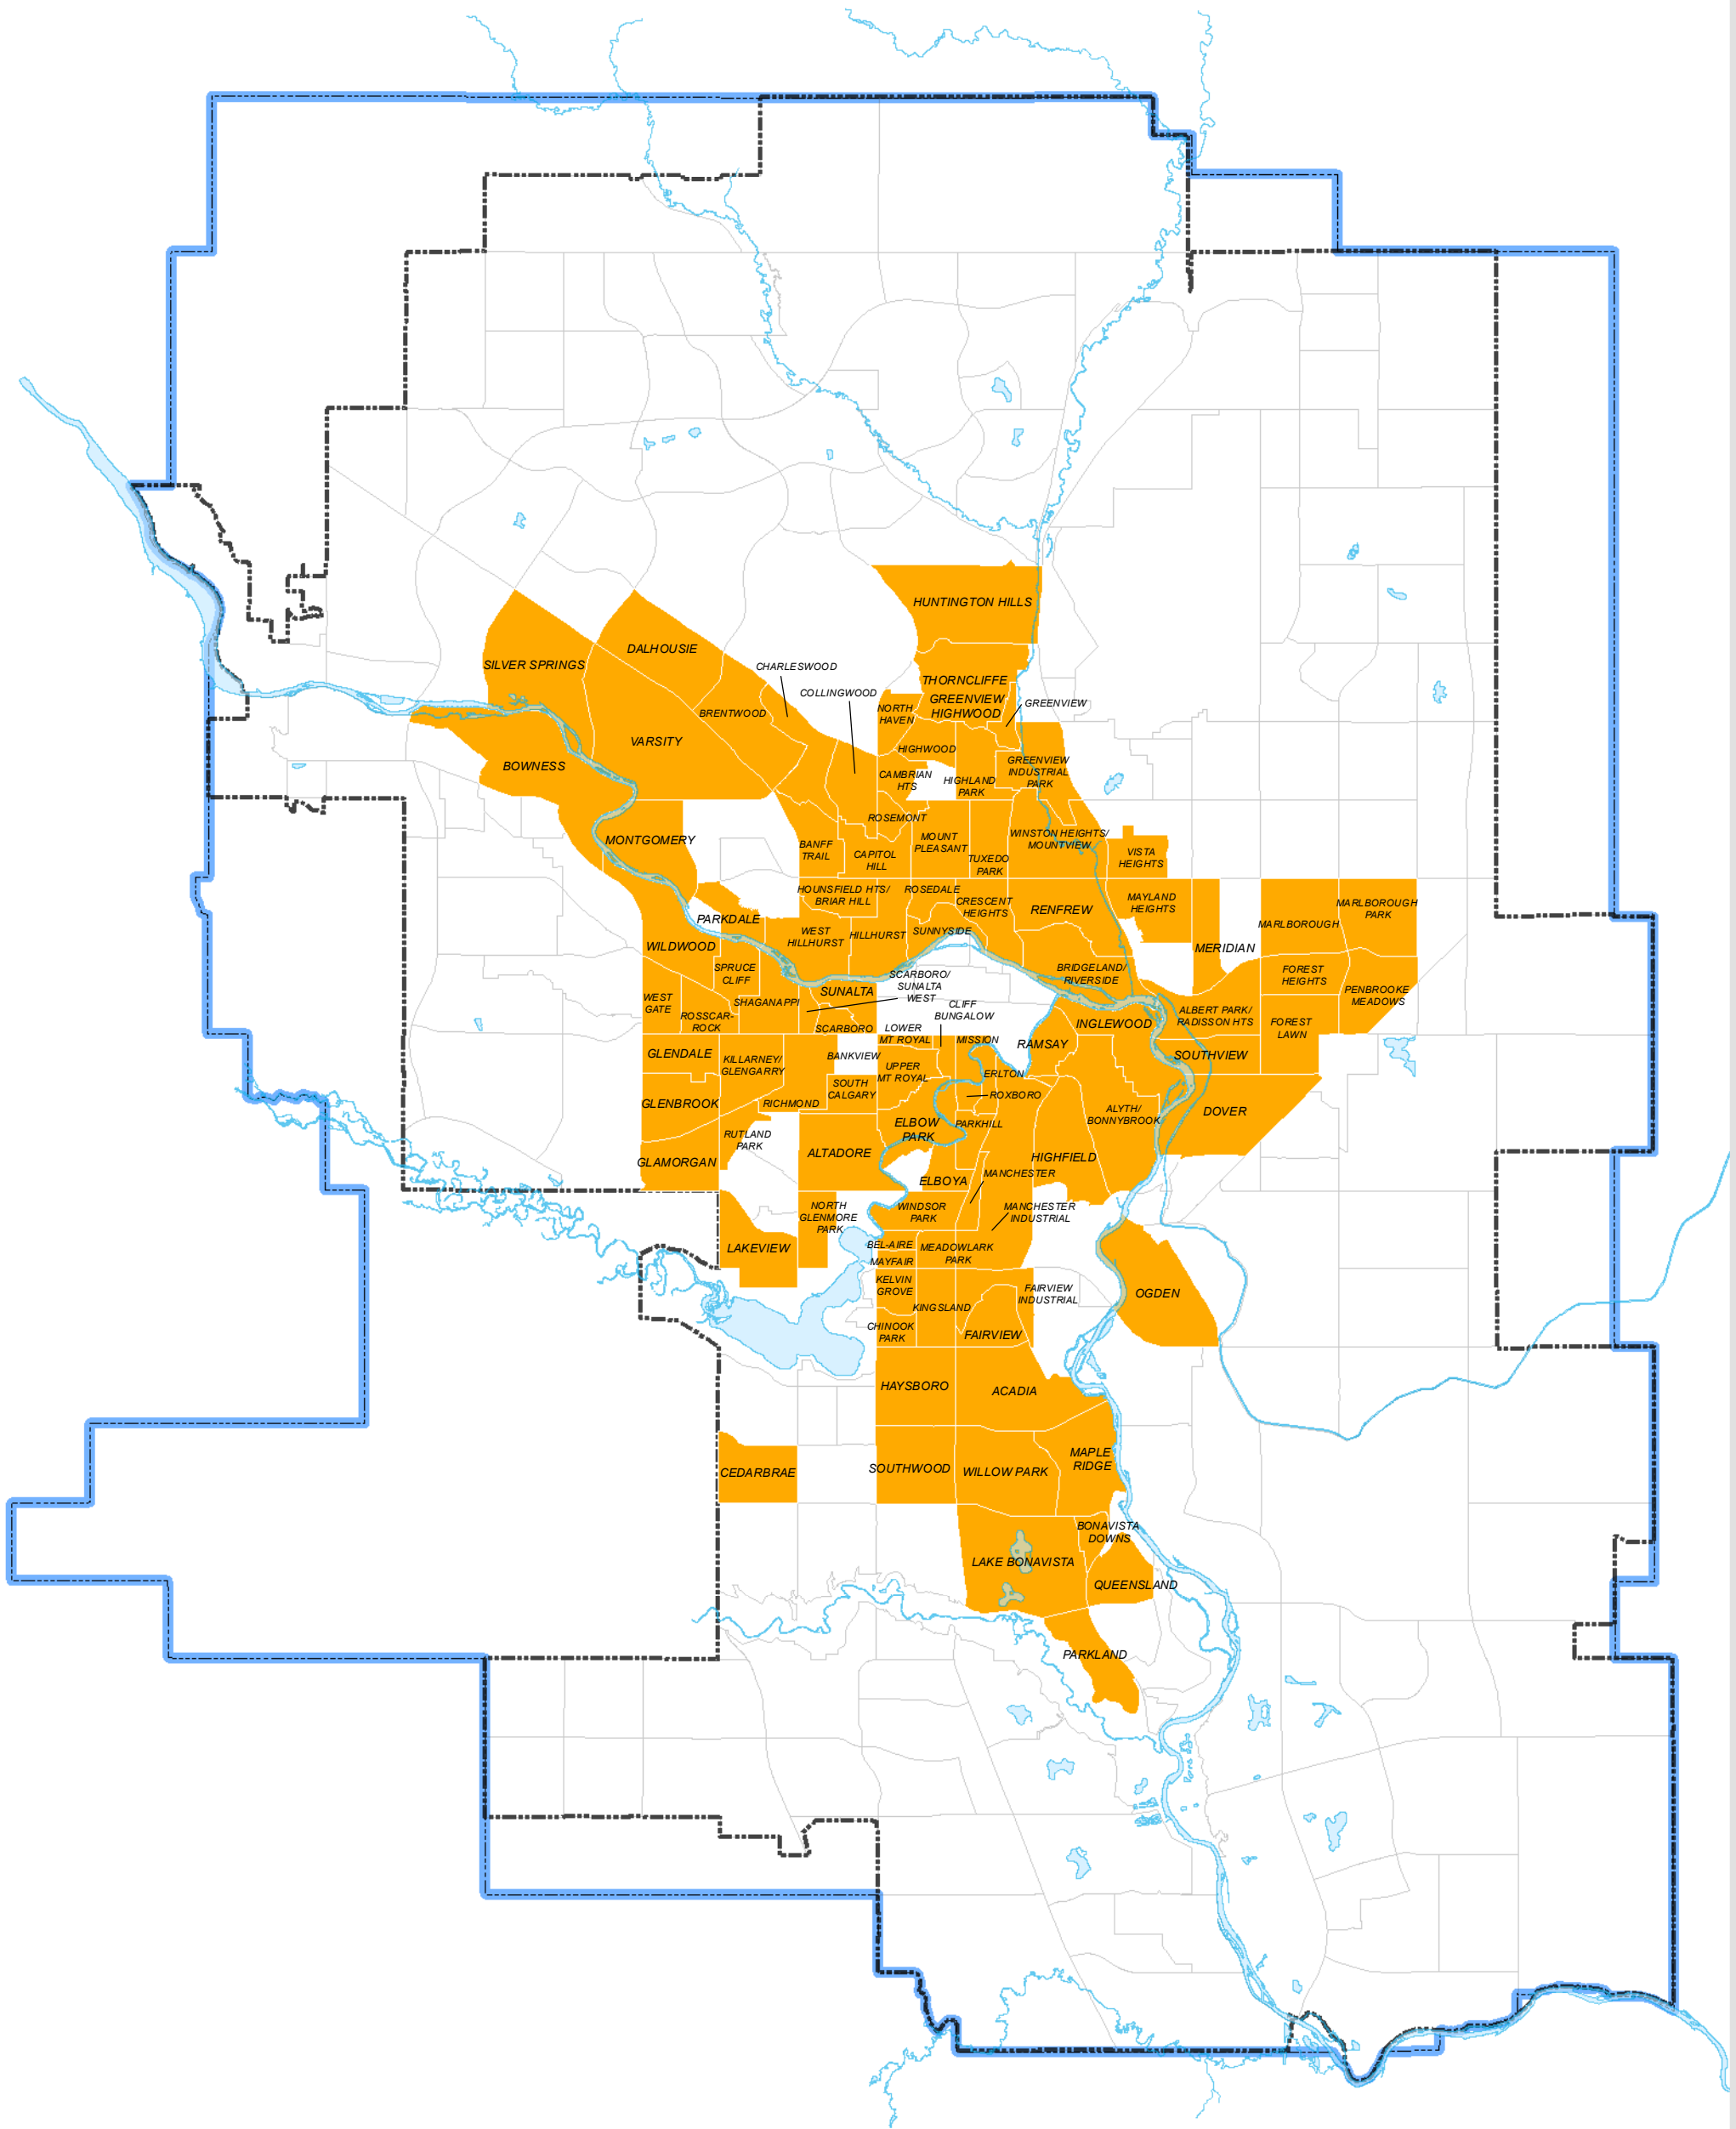 HUNTINGTON HILLS
DALHOUSIE
SILVER SPRINGS
CHARLESWOOD
THORNCLIFFE
COLLINGWOOD
GREENVIEW
HIGHWOOD
GREENVIEW
NORTH
HAVEN
BRENTWOOD
VARSITY
HIGHWOOD
BOWNESS
GREENVIEW
INDUSTRIAL
PARK
CAMBRIAN
HTS
HIGHLAND
PARK
ROSEMONT
MONTGOMERY
MOUNT
PLEASANT
WINSTON HEIGHTS/
MOUNTVIEW
BANFF
TRAIL
CAPITOL
HILL
TUXEDO
PARK
VISTA
HEIGHTS
HOUNSFIELD HTS/
BRIAR HILL
ROSEDALE
CRESCENT
HEIGHTS
RENFREW
MAYLAND
HEIGHTS
MARLBOROUGH
PARK
PARKDALE
MARLBOROUGH
WEST
HILLHURST
HILLHURST
SUNNYSIDE
WILDWOOD
MERIDIAN
SPRUCE
CLIFF
SCARBORO/
SUNALTA
WEST
BRIDGELAND/
RIVERSIDE
FOREST
HEIGHTS
PENBROOKE
MEADOWS
SUNALTA
WEST
GATE
SHAGANAPPI
ROSSCAR-
ROCK
CLIFF
BUNGALOW
ALBERT PARK/
RADISSON HTS
INGLEWOOD
FOREST
LAWN
SCARBORO
LOWER
MT ROYAL
MISSION
RAMSAY
GLENDALE
KILLARNEY/
GLENGARRY
BANKVIEW
UPPER
MT ROYAL
SOUTHVIEW
ERLTON
SOUTH
CALGARY
ROXBORO
GLENBROOK
RICHMOND
ALYTH/
BONNYBROOK
DOVER
ELBOW
PARK
PARKHILL
RUTLAND
PARK
ALTADORE
GLAMORGAN
HIGHFIELD
MANCHESTER
ELBOYA
NORTH
GLENMORE
PARK
WINDSOR
PARK
MANCHESTER
INDUSTRIAL
LAKEVIEW
BEL-AIRE
MEADOWLARK
PARK
MAYFAIR
KELVIN
GROVE
FAIRVIEW
INDUSTRIAL
OGDEN
KINGSLAND
CHINOOK
PARK
FAIRVIEW
HAYSBORO
ACADIA
MAPLE
RIDGE
CEDARBRAE
SOUTHWOOD
WILLOW PARK
BONAVISTA
DOWNS
LAKE BONAVISTA
QUEENSLAND
PARKLAND